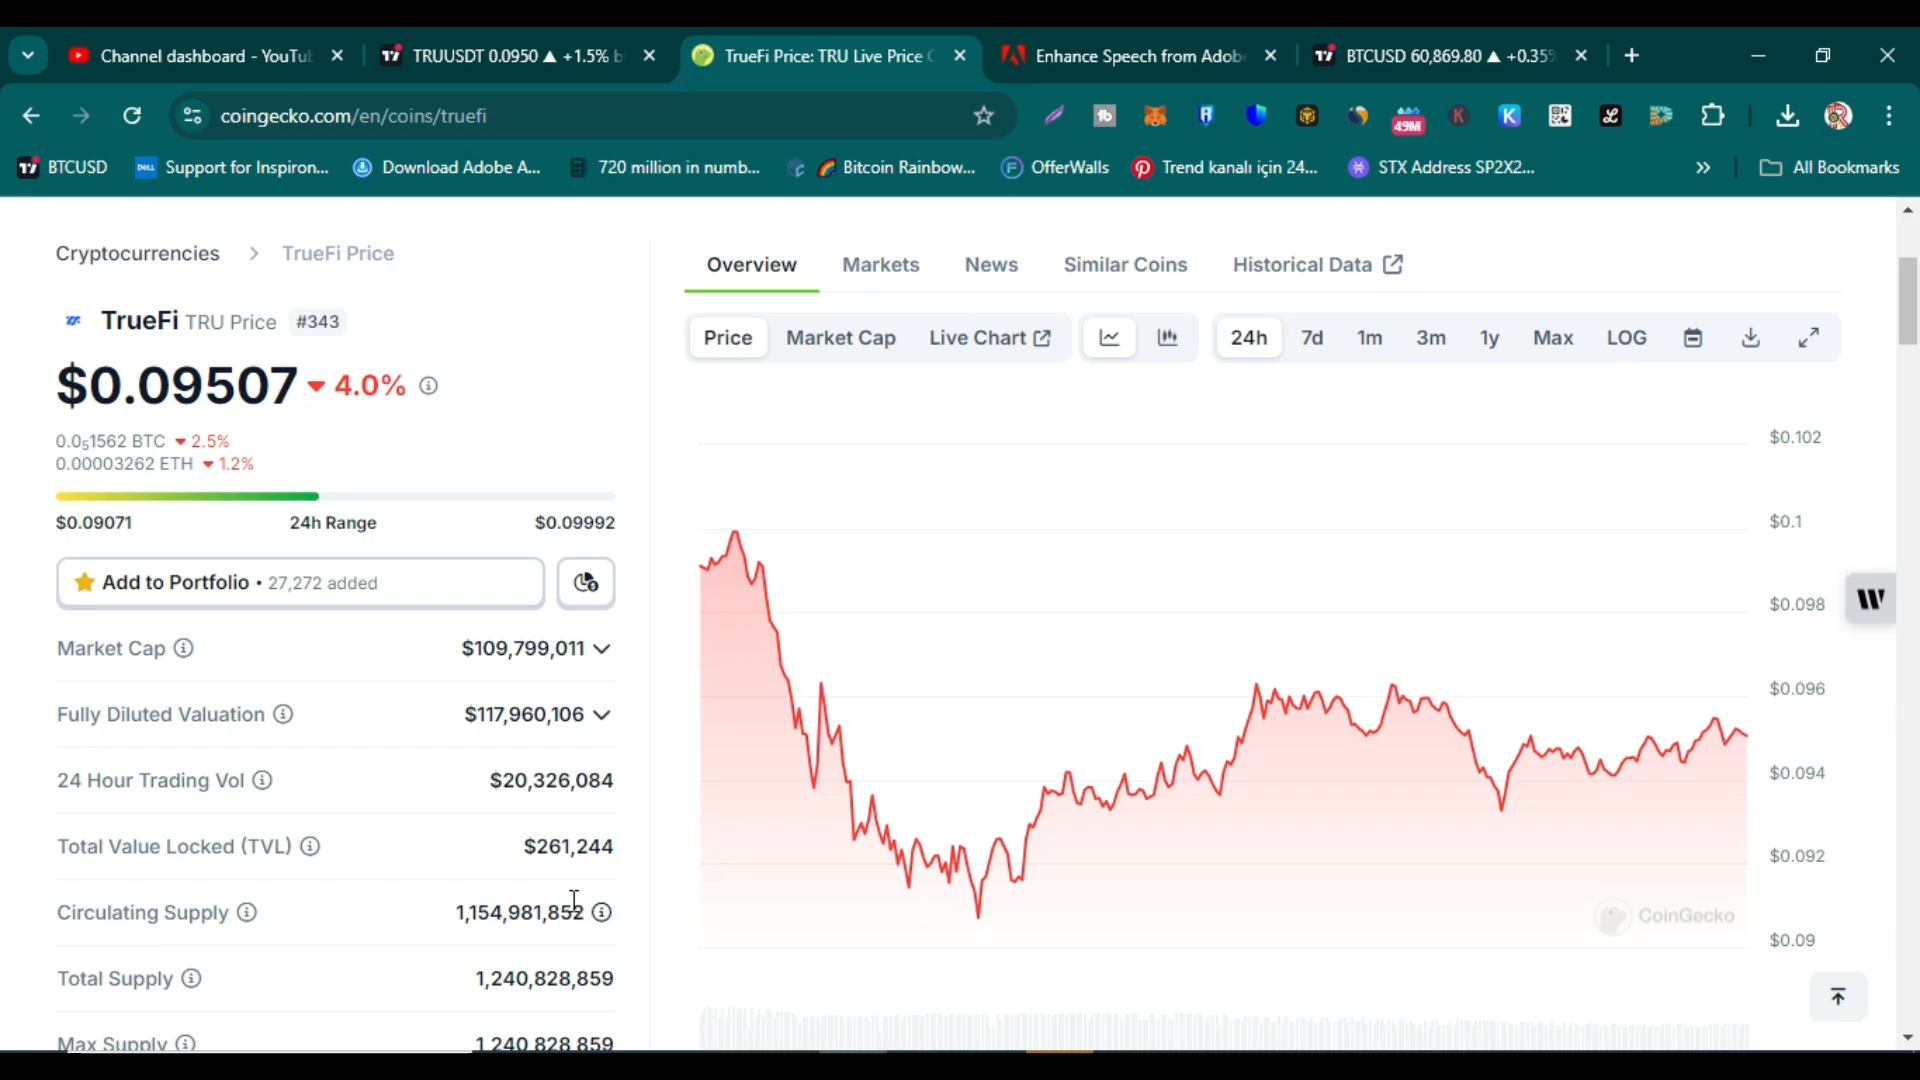 Channel dashboard - YouTu
TRUUSDT 0.0950 ▲ +1.5% b
TrueFi Price: TRU Live Price C
Enhance Speech from Adob
BTCUSD 60,869.80 ▲ +0.35%
coingecko.com/en/coins/truefi
49M
BTCUSD
DELL
Support for Inspiron...
Download Adobe A...
720 million in numb...
Bitcoin Rainbow...
OfferWalls
Trend kanalı için 24...
STX Address SP2X2...
All Bookmarks
Cryptocurrencies > TrueFi Price
TrueFi TRU Price #343
$0.09507 ▼ 4.0%
0.0₅1562 BTC ▼ 2.5%
0.00003262 ETH ▼ 1.2%
$0.09071 24h Range $0.09992
Add to Portfolio • 27,272 added
Market Cap $109,799,011
Fully Diluted Valuation $117,960,106
24 Hour Trading Vol $20,326,084
Total Value Locked (TVL) $261,244
Circulating Supply 1,154,981,852
Total Supply 1,240,828,859
Max Supply 1,240,828,859
Overview Markets News Similar Coins Historical Data
Price Market Cap Live Chart 24h 7d 1m 3m 1y Max LOG
$0.102
$0.1
$0.098
$0.096
$0.094
$0.092
$0.09
CoinGecko
W